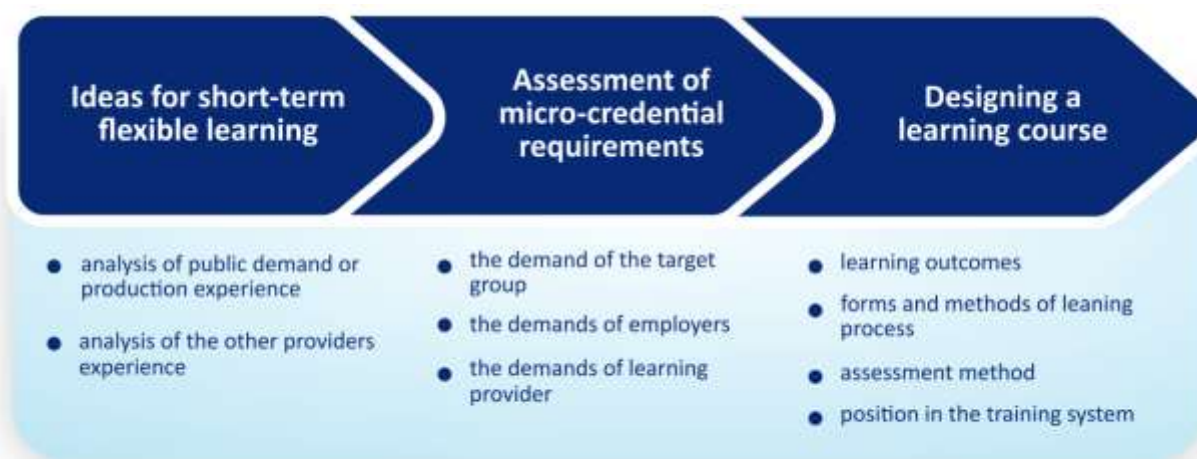 Ideas for short-term
flexible learning
Assessment of
micro-credential
requirements
Designing a
learning course
● analysis of public demand or
production experience
● analysis of the other providers
experience
● the demand of the target
group
● the demands of employers
● the demands of learning
provider
● learning outcomes
● forms and methods of leaning
process
● assessment method
● position in the training system